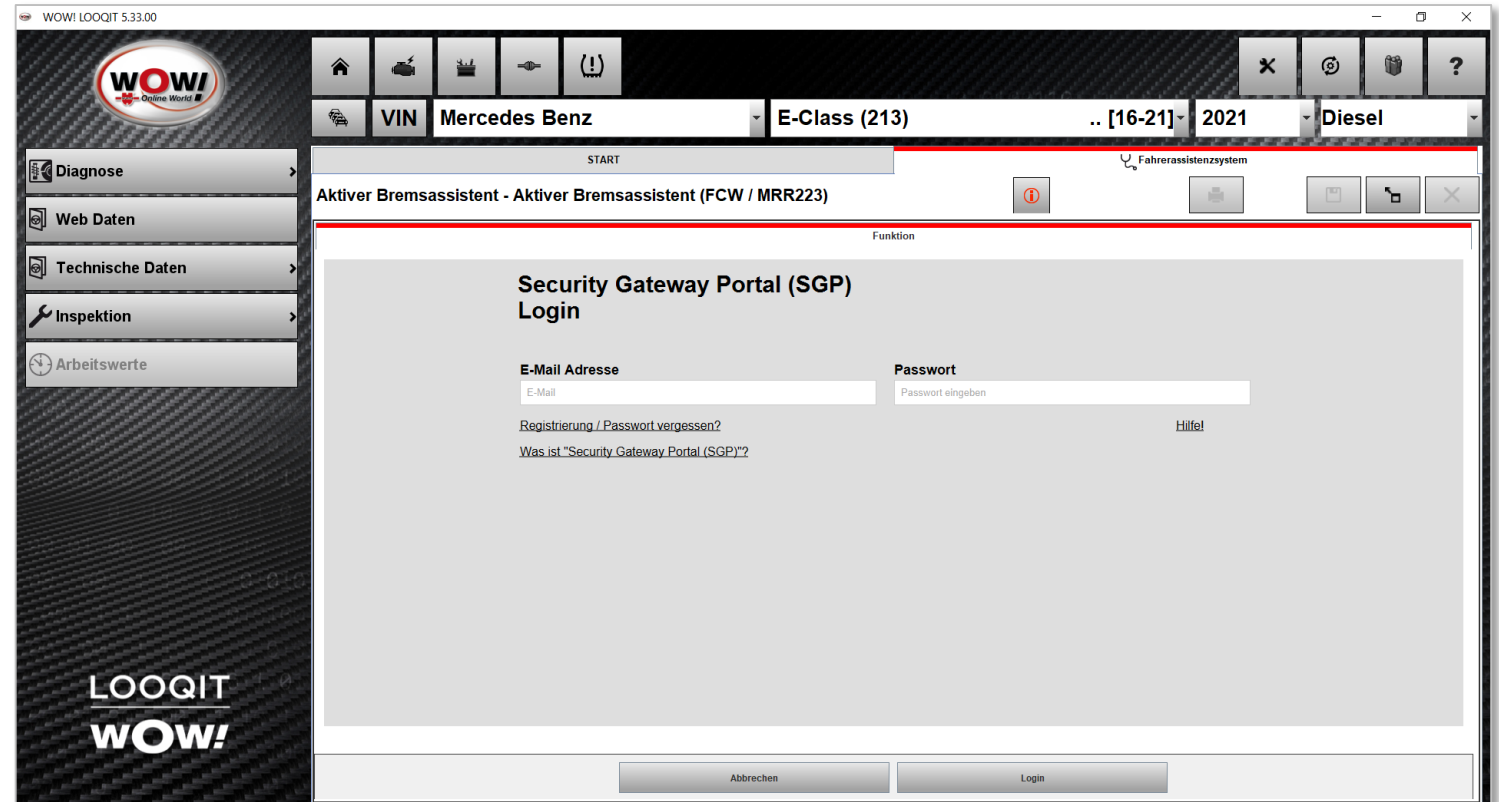 WOW! LOOQIT 5.33.00
WOW!
Online World
VIN
Mercedes Benz
E-Class (213) .. [16-21]
2021
Diesel
Diagnose
Web Daten
Technische Daten
Inspektion
Arbeitswerte
START
Fahrerassistenzsystem
Aktiver Bremsassistent - Aktiver Bremsassistent (FCW / MRR223)
Funktion
Security Gateway Portal (SGP)
Login
E-Mail Adresse
Passwort
E-Mail
Passwort eingeben
Registrierung / Passwort vergessen?
Hilfe!
Was ist "Security Gateway Portal (SGP)"?
LOOQIT
WOW!
Abbrechen
Login